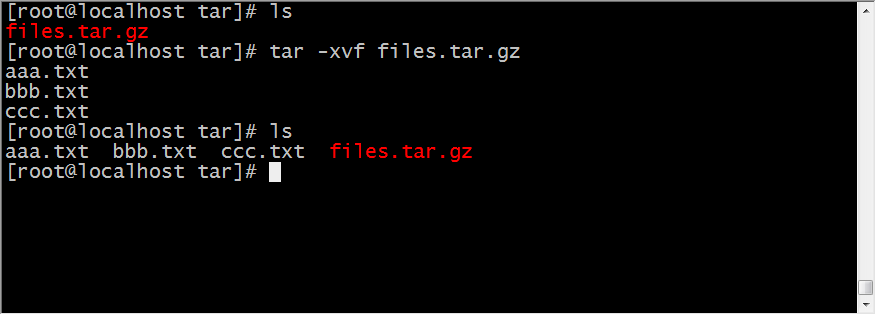 [root@localhost tar]# ls
files.tar.gz
[root@localhost tar]# tar -xvf files.tar.gz
aaa.txt
bbb.txt
ccc.txt
[root@localhost tar]# ls
aaa.txt  bbb.txt  ccc.txt  files.tar.gz
[root@localhost tar]#